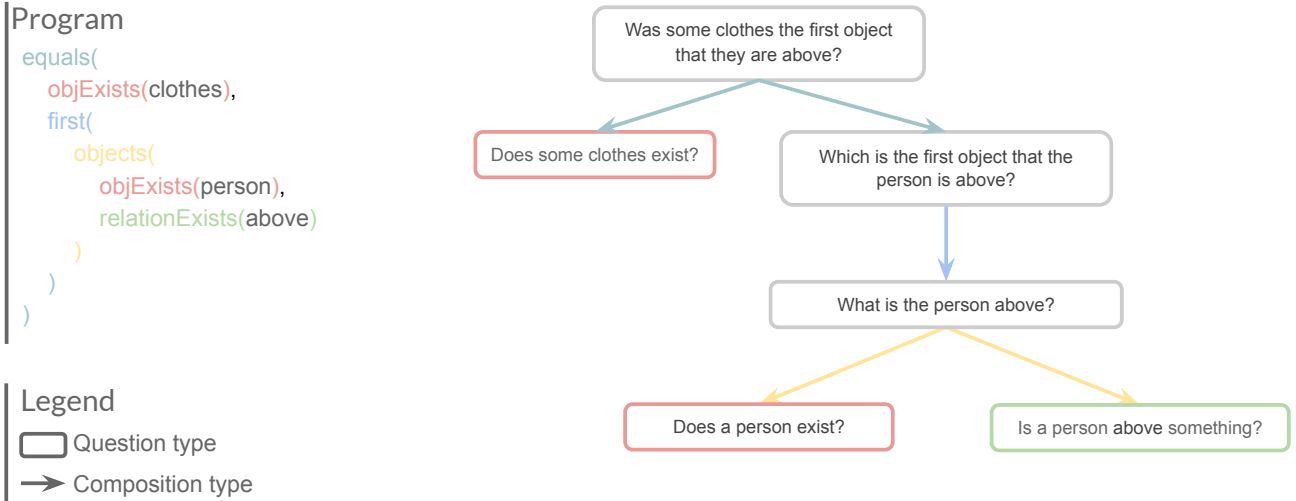 Program
equals(
objExists(clothes),
first(
objects(
objExists(person),
relationExists(above)
)
)
)
Legend
Question type
Composition type
Was some clothes the first object
that they are above?
Does some clothes exist?
Which is the first object that the
person is above?
What is the person above?
Does a person exist?
Is a person above something?